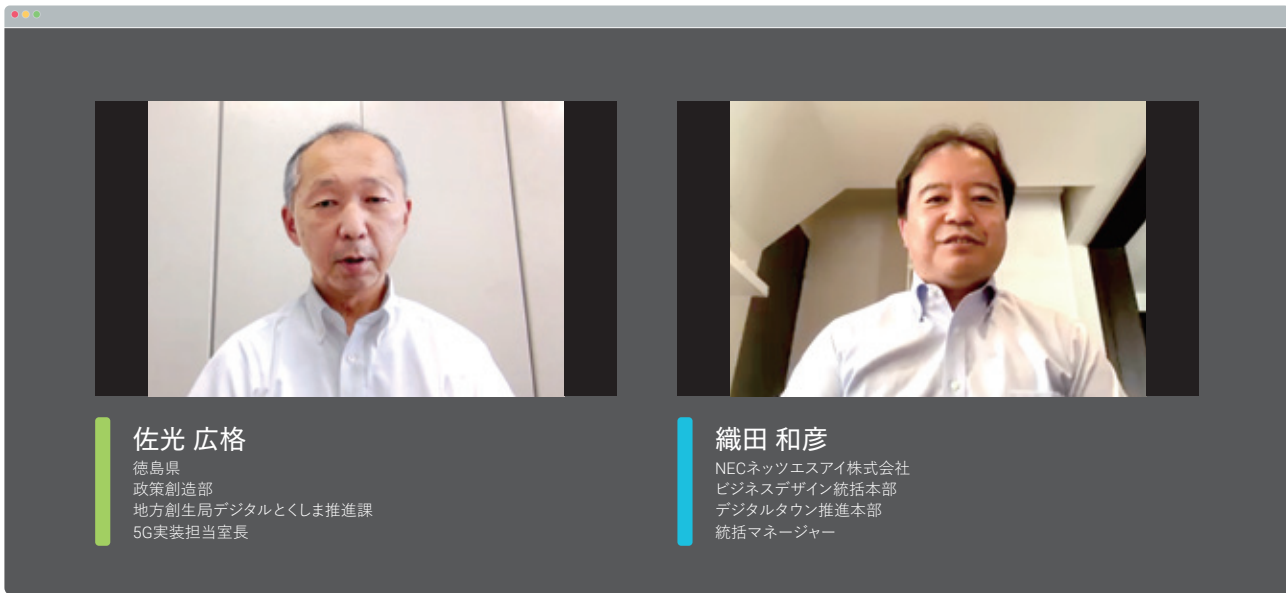 佐光 広格
徳島県
政策創造部
地方創生局デジタルとくしま推進課
5G実装担当室長
織田 和彦
NECネッツエスアイ株式会社
ビジネスデザイン統括本部
デジタルタウン推進本部
統括マネージャー